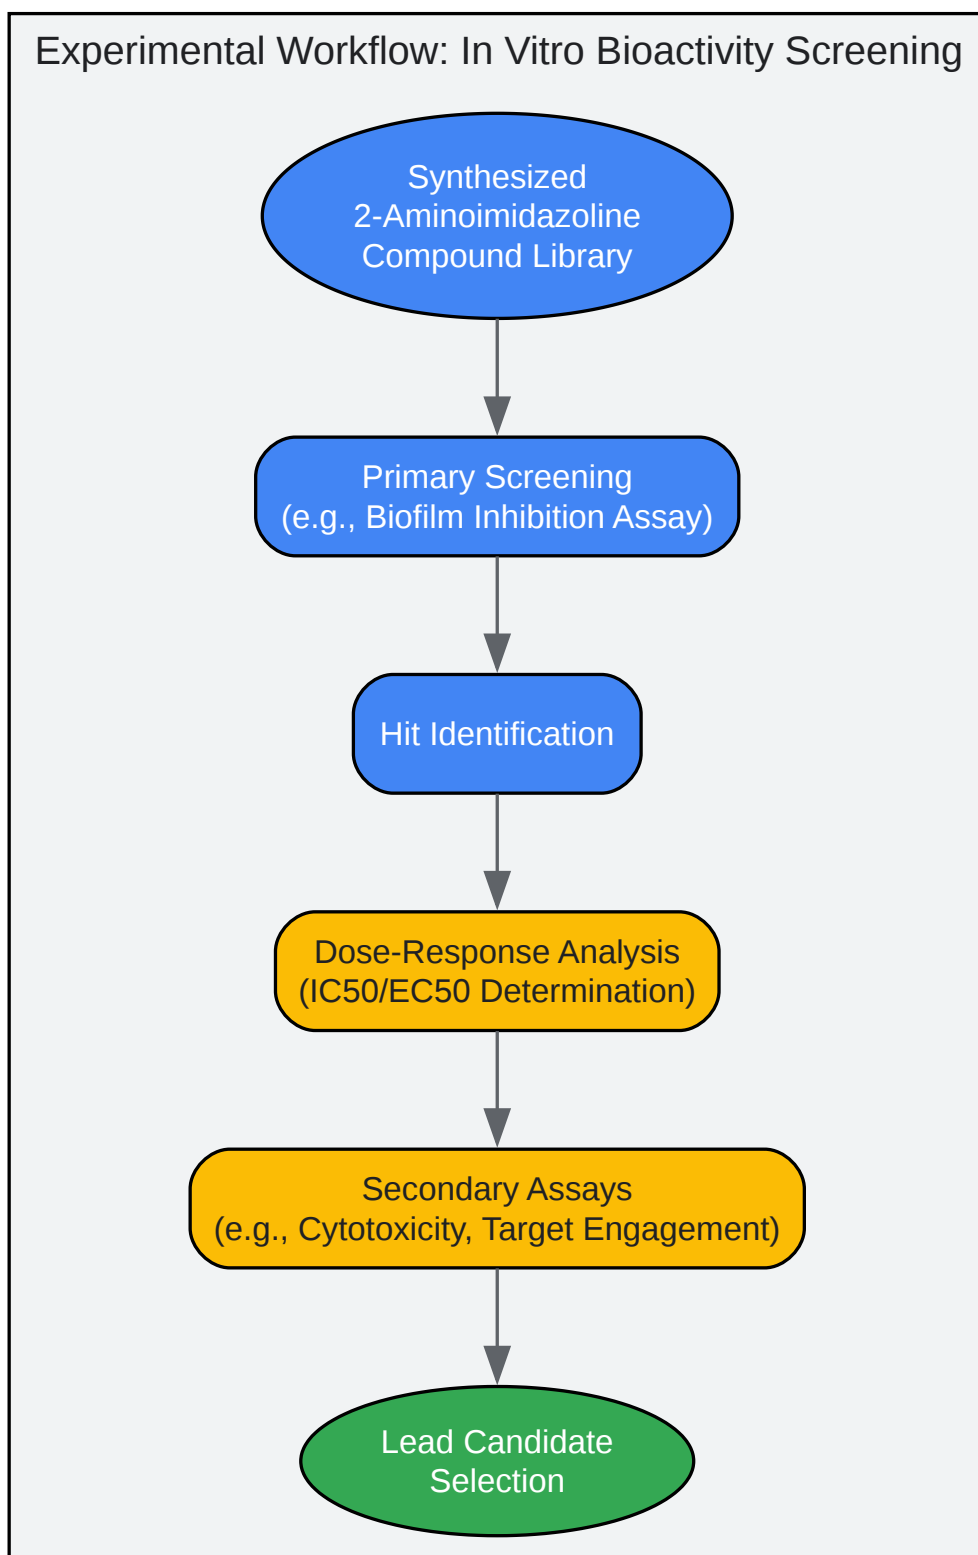 Experimental Workflow: In Vitro Bioactivity Screening
Synthesized
2-Aminoimidazoline
Compound Library
Primary Screening
(e.g., Biofilm Inhibition Assay)
Hit Identification
Dose-Response Analysis
(IC50/EC50 Determination)
Secondary Assays
(e.g., Cytotoxicity, Target Engagement)
Lead Candidate
Selection